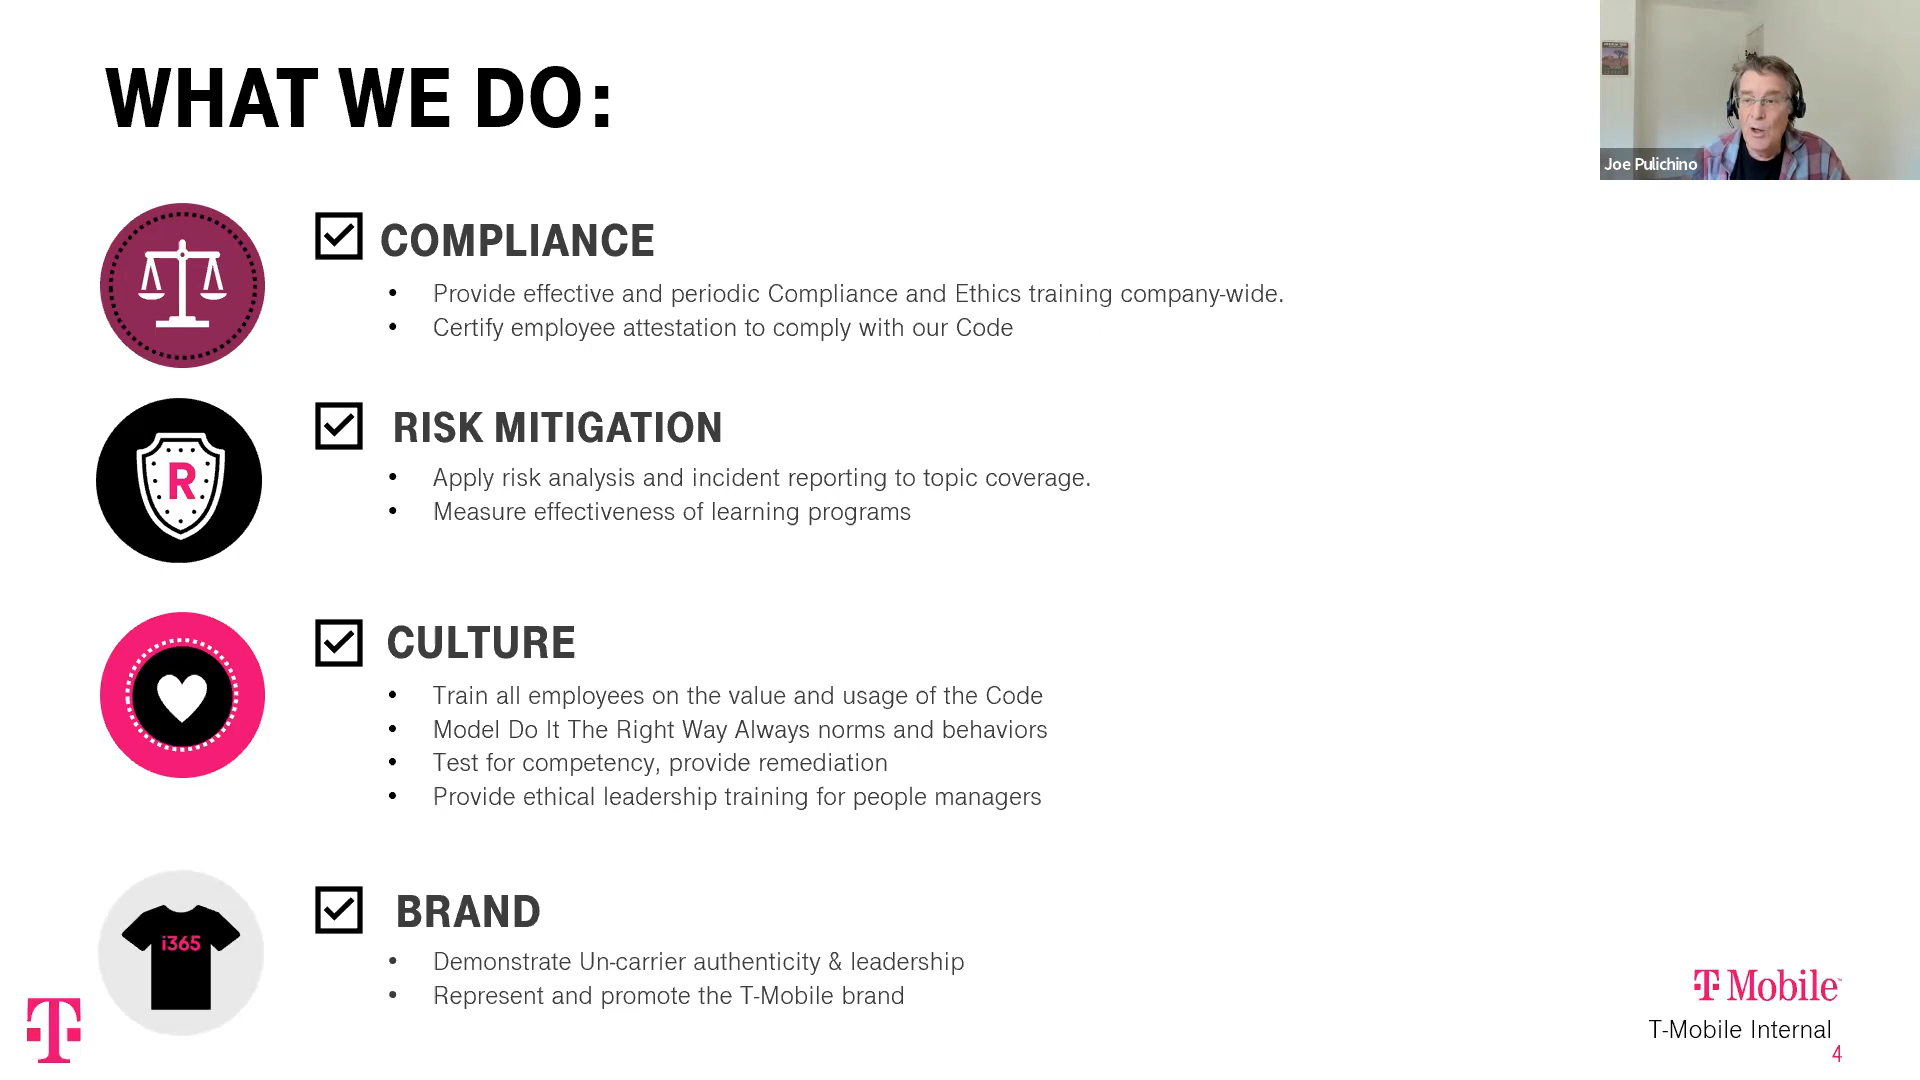 WHAT WE DO:
Joe Pulichino
COMPLIANCE
• Provide effective and periodic Compliance and Ethics training company-wide.
• Certify employee attestation to comply with our Code
R
RISK MITIGATION
• Apply risk analysis and incident reporting to topic coverage.
• Measure effectiveness of learning programs
CULTURE
• Train all employees on the value and usage of the Code
• Model Do It The Right Way Always norms and behaviors
• Test for competency, provide remediation
• Provide ethical leadership training for people managers
i365
BRAND
• Demonstrate Un-carrier authenticity & leadership
• Represent and promote the T-Mobile brand
T
T Mobile
T-Mobile Internal
4